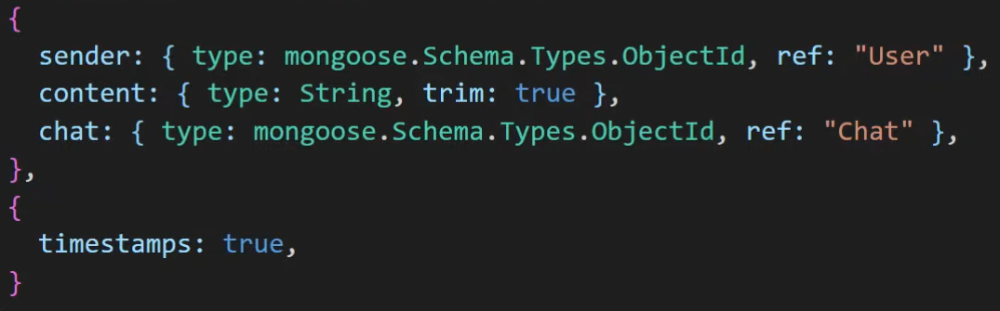 {
  sender: { type: mongoose.Schema.Types.ObjectId, ref: "User" },
  content: { type: String, trim: true },
  chat: { type: mongoose.Schema.Types.ObjectId, ref: "Chat" },
},
{
  timestamps: true,
}